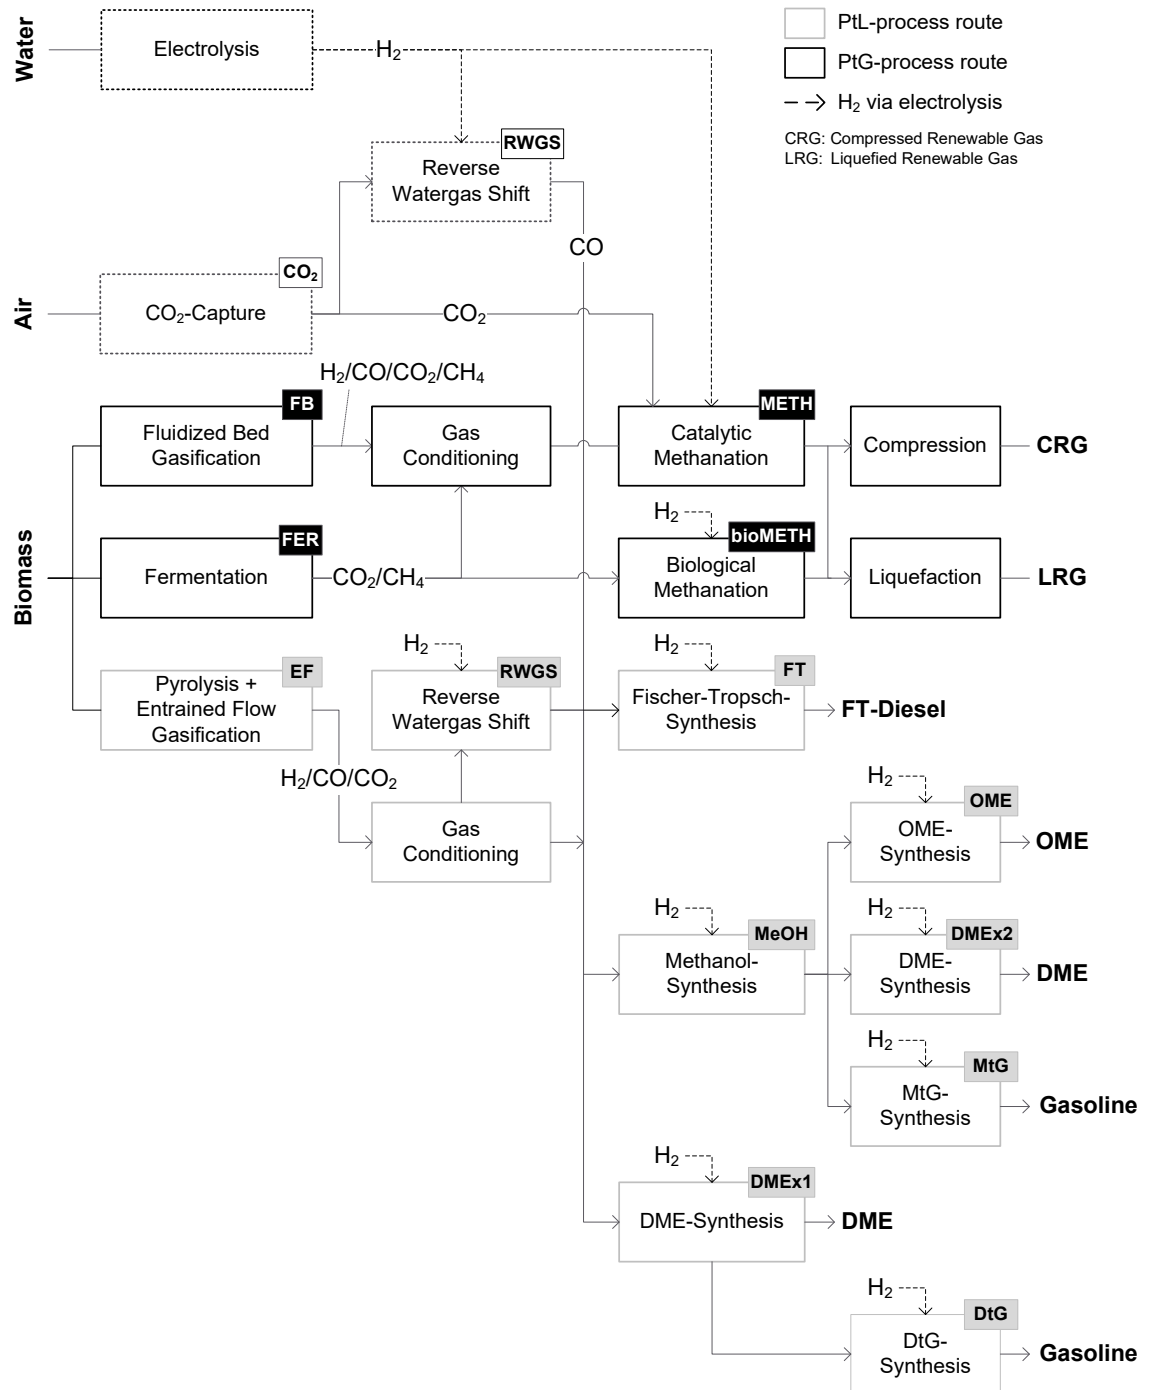 Water
Electrolysis
H₂
PtL-process route
PtG-process route
H₂ via electrolysis
CRG: Compressed Renewable Gas
LRG: Liquefied Renewable Gas
RWGS
Reverse
Watergas Shift
CO
Air
CO₂
CO₂-Capture
CO₂
H₂/CO/CO₂/CH₄
FB
Fluidized Bed
Gasification
Gas
Conditioning
METH
Catalytic
Methanation
Compression
CRG
Biomass
FER
Fermentation
CO₂/CH₄
H₂
bioMETH
Biological
Methanation
Liquefaction
LRG
EF
Pyrolysis +
Entrained Flow
Gasification
H₂
RWGS
Reverse
Watergas Shift
H₂
FT
Fischer-Tropsch-
Synthesis
FT-Diesel
H₂/CO/CO₂
Gas
Conditioning
H₂
OME
OME-
Synthesis
OME
H₂
MeOH
Methanol-
Synthesis
H₂
DMEx2
DME-
Synthesis
DME
H₂
MtG
MtG-
Synthesis
Gasoline
H₂
DMEx1
DME-Synthesis
DME
H₂
DtG
DtG-
Synthesis
Gasoline